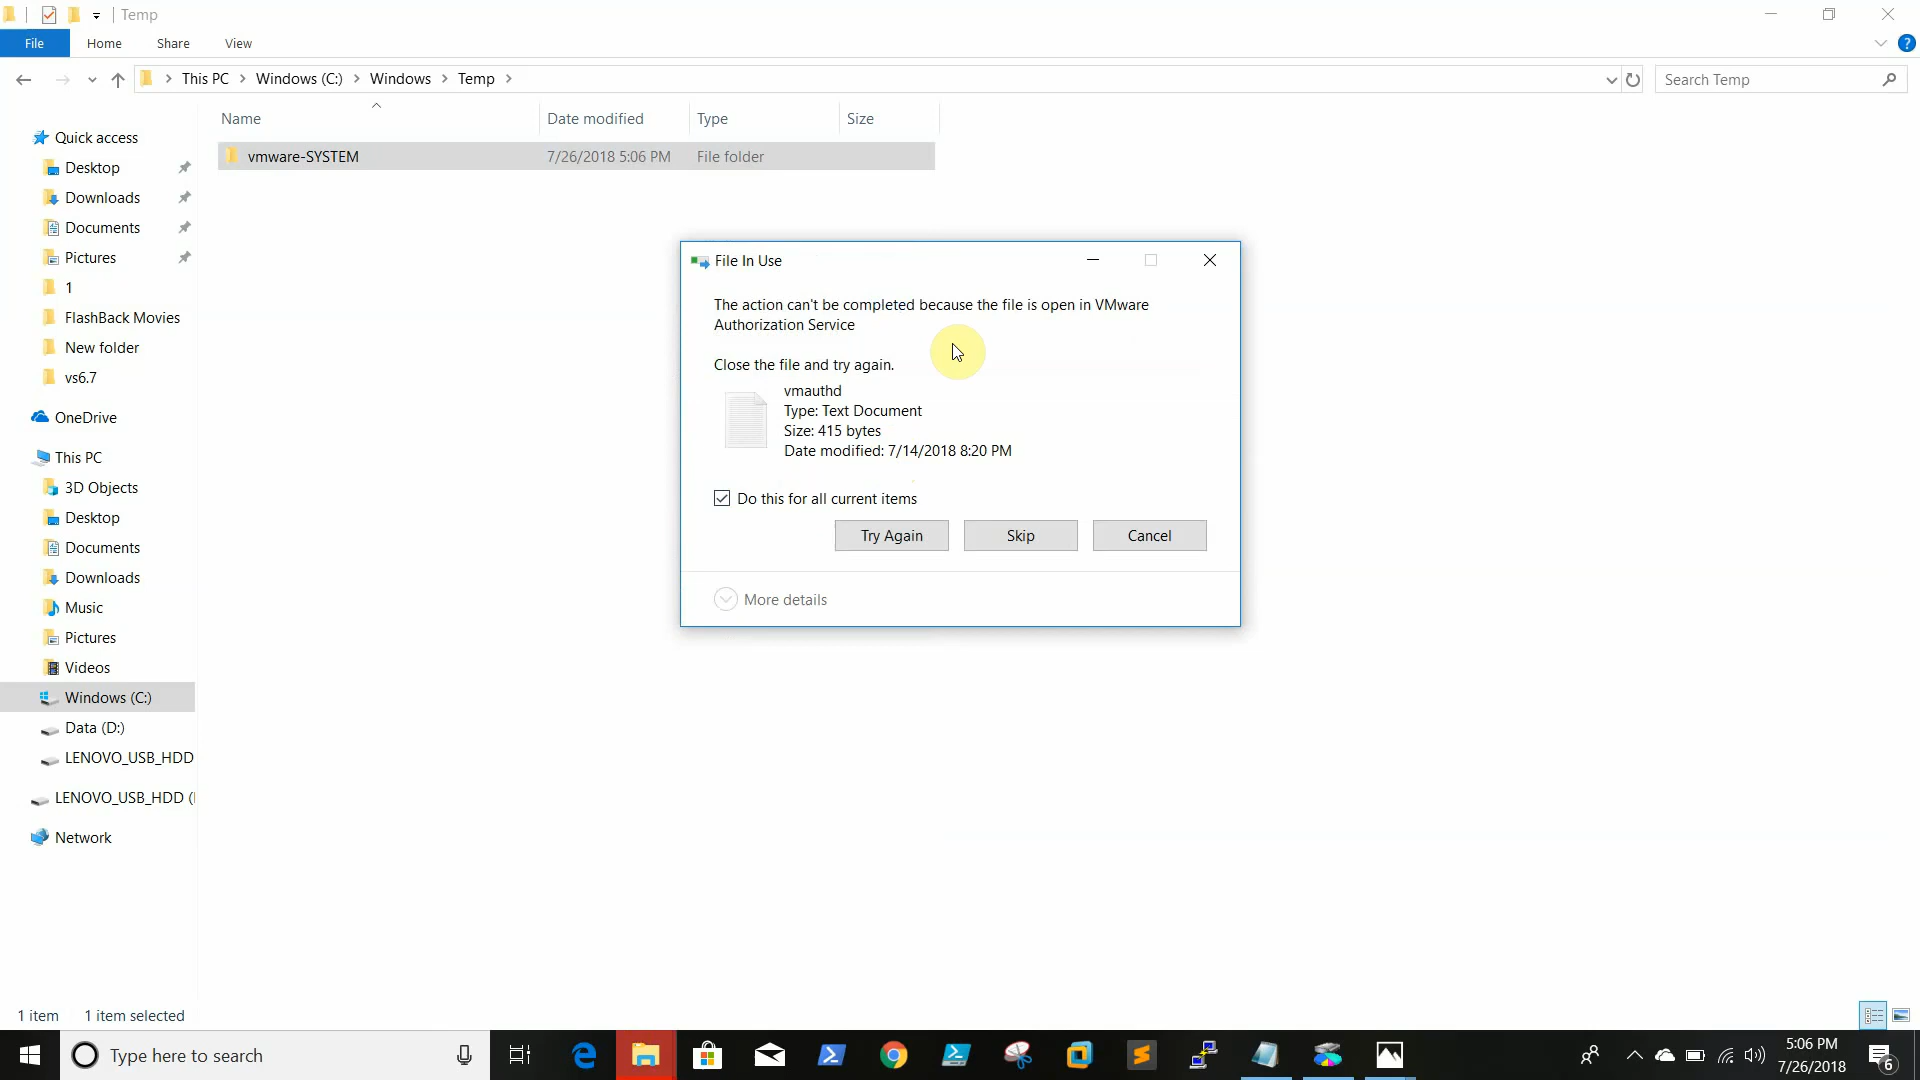 Temp
File
Home
Share
View
This PC
Windows (C:)
Windows
Temp
Search Temp
Name
Date modified
Type
Size
vmware-SYSTEM
7/26/2018 5:06 PM
File folder
Quick access
Desktop
Downloads
Documents
Pictures
1
FlashBack Movies
New folder
vs6.7
OneDrive
This PC
3D Objects
Desktop
Documents
Downloads
Music
Pictures
Videos
Windows (C:)
Data (D:)
LENOVO_USB_HDD
LENOVO_USB_HDD (
Network
File In Use
The action can't be completed because the file is open in VMware
Authorization Service
Close the file and try again.
vmauthd
Type: Text Document
Size: 415 bytes
Date modified: 7/14/2018 8:20 PM
Do this for all current items
Try Again
Skip
Cancel
More details
1 item
1 item selected
Type here to search
5:06 PM
7/26/2018
6